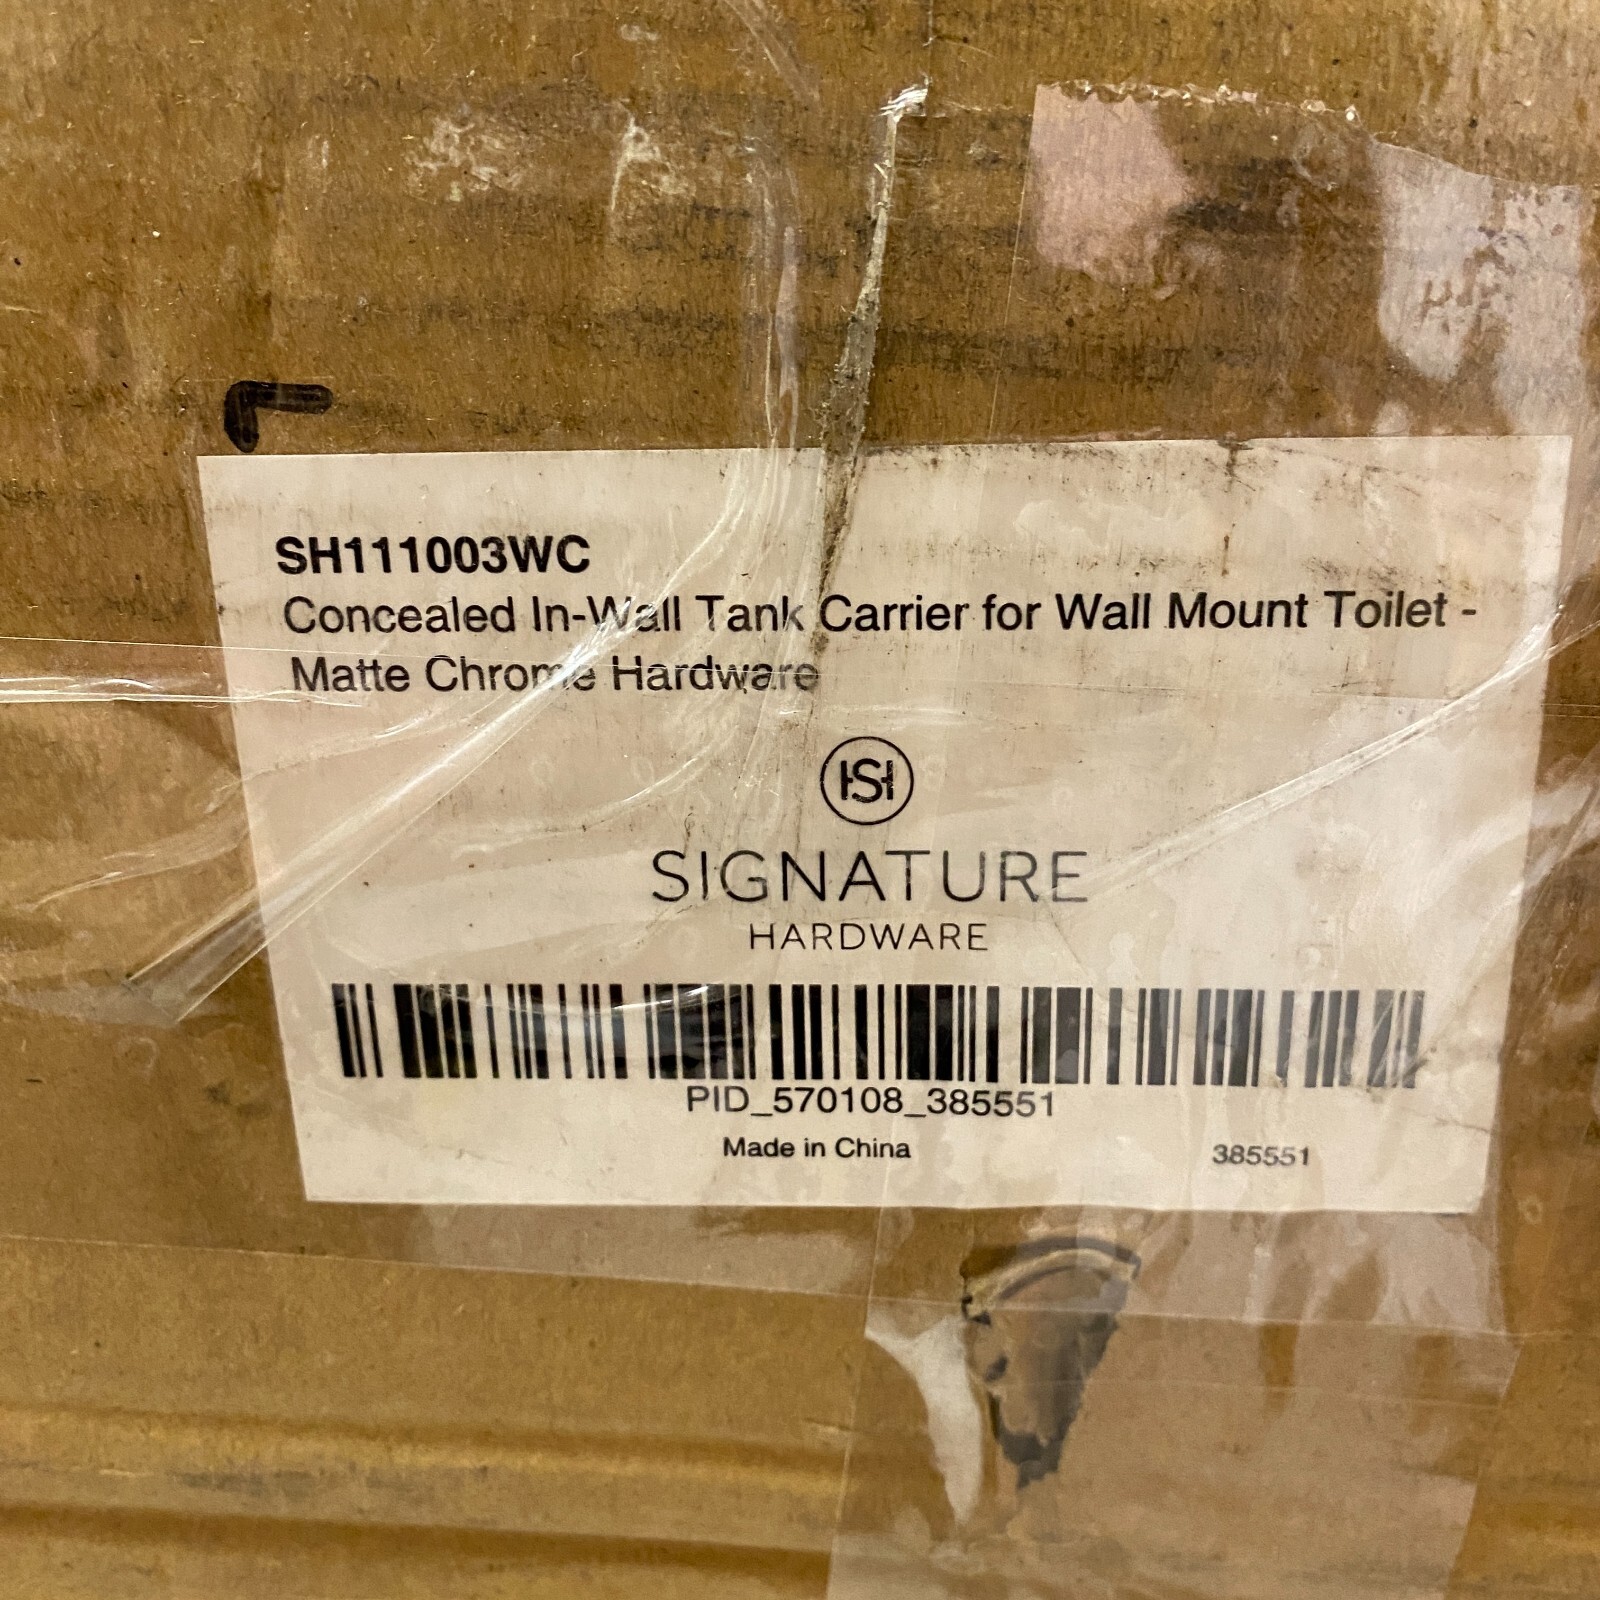 SH111003WC
Concealed In-Wall Tank Carrier for Wall Mount Toilet -
Matte Chrome Hardware
SH
SIGNATURE
HARDWARE
PID_570108_385551
Made in China
385551